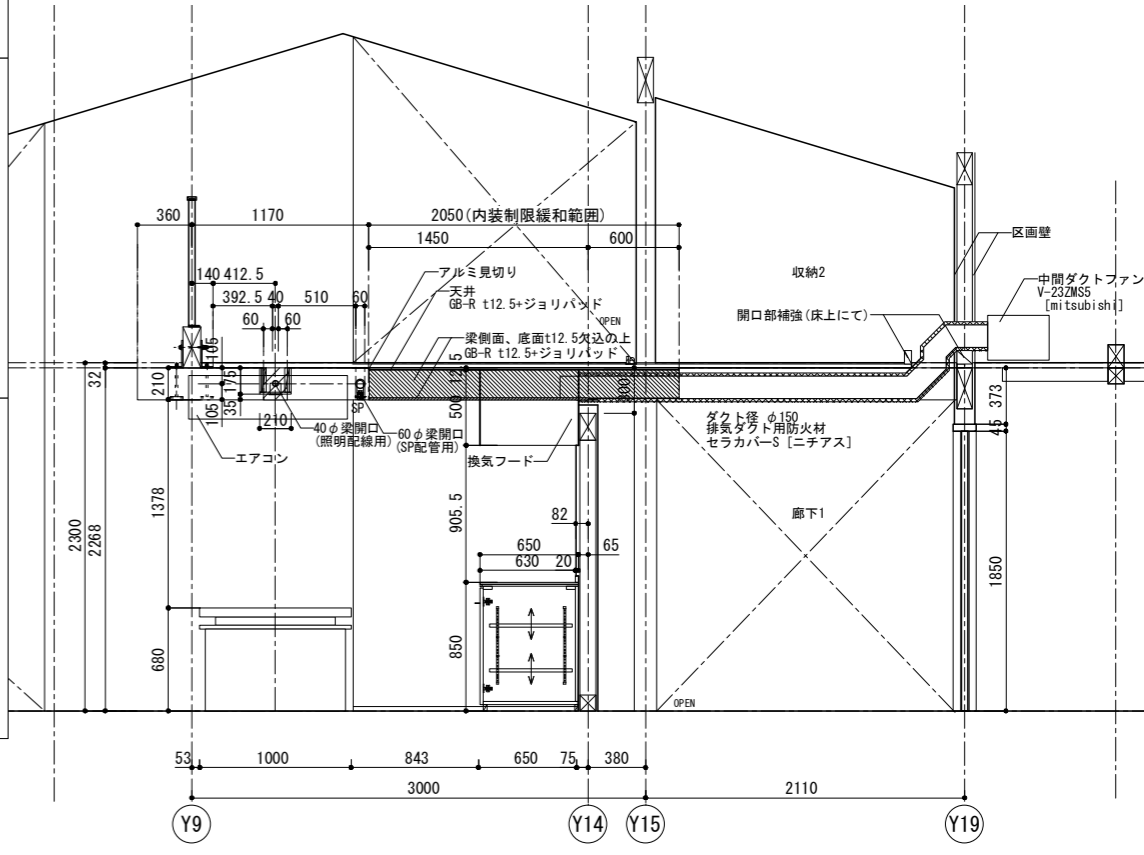 360
1170
2050(内装制限緩和範囲)
1450
600
140
412.5
392.5
40
510
60
60
60
アルミ見切り
天井
GB-R t12.5+ジョリパッド
OPEN
梁側面、底面t12.5欠込の上
GB-R t12.5+ジョリパッド
収納2
開口部補強(床上にて)
区画壁
中間ダクトファン
V-23ZMS5
[mitsubishi]
105
32
210
175
105
35
210
SP
12.5
500
300
373
45
エアコン
40φ梁開口
(照明配線用)
60φ梁開口
(SP配管用)
換気フード
ダクト径 φ150
排気ダクト用防火材
セラカバーS [ニチアス]
廊下1
2300
2268
1378
680
905.5
850
82
650
65
630
20
1850
OPEN
53
1000
843
650
75
380
3000
2110
Y9
Y14
Y15
Y19